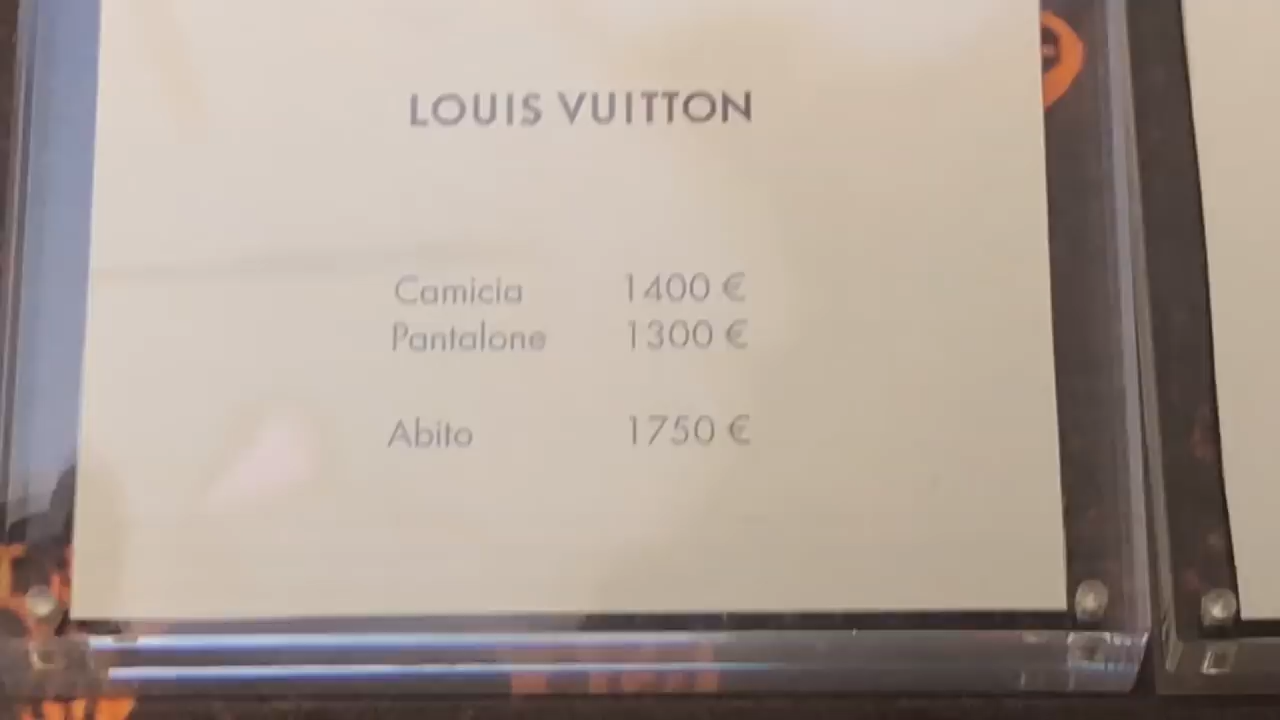 LOUIS VUITTON
Camicia 1400 €
Pantalone 1300 €
Abito 1750 €